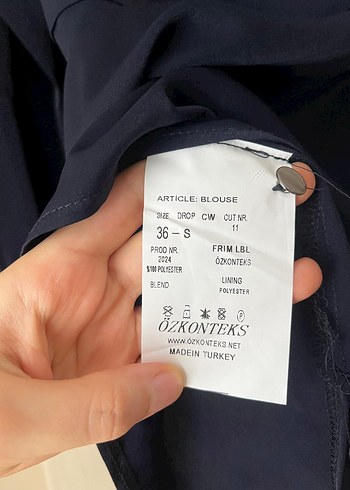 ARTICLE: BLOUSE
SIZE DROP CW CUT NR.
11
36 – S
PROD NR. FRIM LBL
2024 ÖZKONTEKS
%100 POLYESTER
LINING
BLEND POLYESTER
ÖZKONTEKS
WWW.OZKONTEKS.NET
MADEIN TURKEY